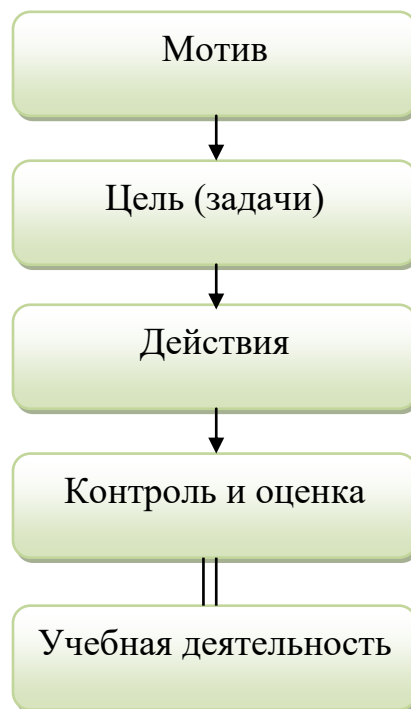 Мотив
Цель (задачи)
Действия
Контроль и оценка
Учебная деятельность